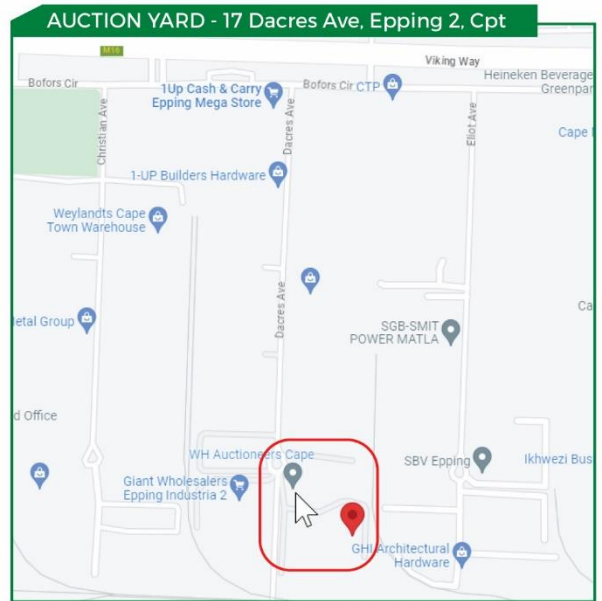 AUCTION YARD - 17 Dacres Ave, Epping 2, Cpt
M16
Viking Way
Bofors Cir
1Up Cash & Carry
Epping Mega Store
Bofors Cir
CTP
Heineken Beverage
Greenpar
Christian Ave
Dacres Ave
Eliot Ave
Cape
1-UP Builders Hardware
Weylandts Cape
Town Warehouse
Dacres Ave
Ca
etal Group
SGB-SMIT
POWER MATLA
d Office
WH Auctioneers Cape
SBV Epping
Ikhwezi Bus
Giant Wholesalers
Epping Industria 2
GHI Architectural
Hardware